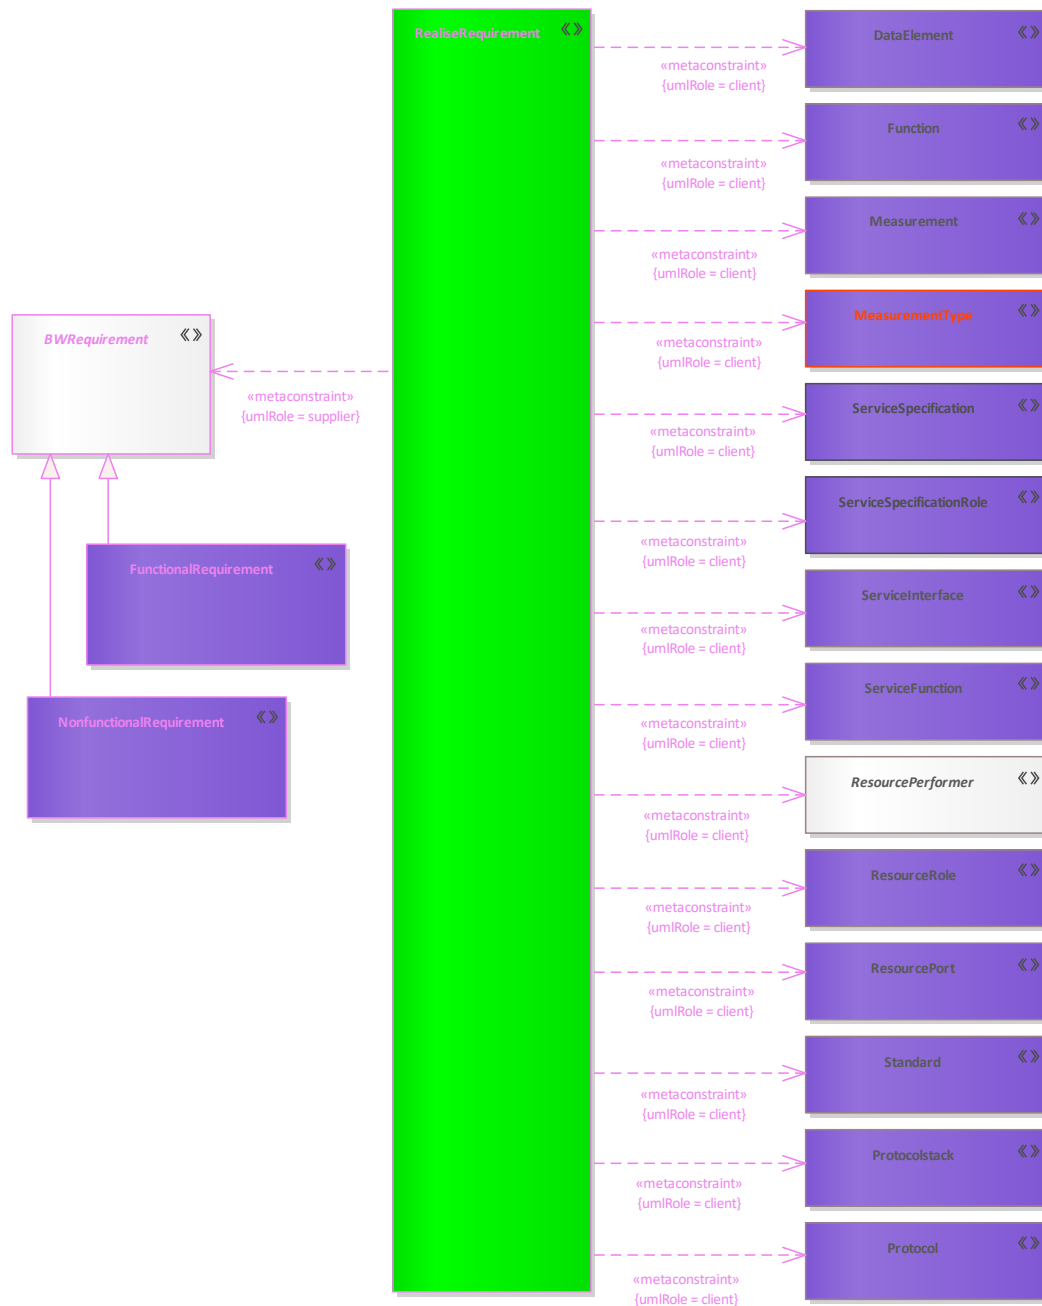 RealiseRequirement
DataElement
«metaconstraint»
{umlRole = client}
Function
«metaconstraint»
{umlRole = client}
Measurement
«metaconstraint»
{umlRole = client}
MeasurementType
«metaconstraint»
{umlRole = client}
BWRequirement
«metaconstraint»
{umlRole = supplier}
ServiceSpecification
«metaconstraint»
{umlRole = client}
ServiceSpecificationRole
«metaconstraint»
{umlRole = client}
FunctionalRequirement
ServiceInterface
«metaconstraint»
{umlRole = client}
NonfunctionalRequirement
ServiceFunction
«metaconstraint»
{umlRole = client}
ResourcePerformer
«metaconstraint»
{umlRole = client}
ResourceRole
«metaconstraint»
{umlRole = client}
ResourcePort
«metaconstraint»
{umlRole = client}
Standard
«metaconstraint»
{umlRole = client}
Protocolstack
«metaconstraint»
{umlRole = client}
Protocol
«metaconstraint»
{umlRole = client}